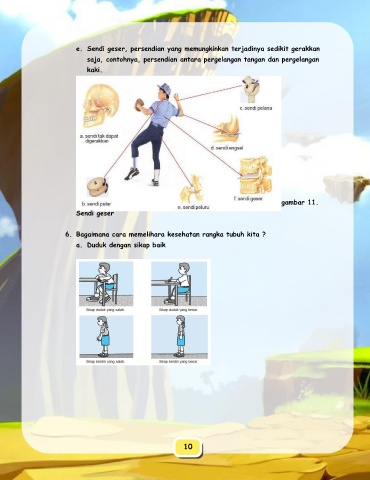 e. Sendi geser, persendian yang memungkinkan terjadinya sedikit gerakkan
saja, contohnya, persendian antara pergelangan tangan dan pergelangan
kaki.
c. sendi pelana
a. sendi tak dapat
digerakkan
d. sendi engsel
b. sendi putar
e. sendi peluru
f. sendi geser
gambar 11.
Sendi geser
6. Bagaimana cara memelihara kesehatan rangka tubuh kita ?
a. Duduk dengan sikap baik
Sikap duduk yang salah.
Sikap duduk yang benar.
Sikap berdiri yang salah.
Sikap berdiri yang benar.
10